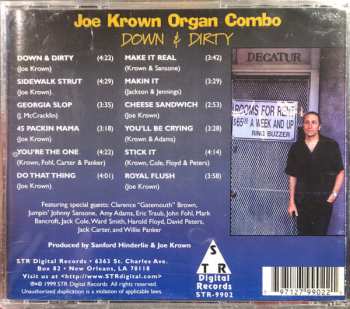 Joe Krown Organ Combo
DOWN & DIRTY
DOWN & DIRTY (4:22)
(Joe Krown)
SIDEWALK STRUT (4:23)
(Joe Krown)
GEORGIA SLOP (3:35)
(J. McCracklin)
45 PACKIN MAMA (3:18)
(Joe Krown)
YOU'RE THE ONE (4:22)
(Krown, Fohl, Carter & Panker)
DO THAT THING (4:01)
(Joe Krown)
MAKE IT REAL (3:42)
(Krown & Sansone)
MAKIN IT (4:29)
(Jackson & Jennings)
CHEESE SANDWICH (2:53)
(Joe Krown)
YOU'LL BE CRYING (3:28)
(Krown & Adams)
STICK IT (4:14)
(Krown, Cole, Floyd & Peters)
ROYAL FLUSH (3:58)
(Joe Krown)
DECATUR
ROOMS FOR RENT
$65.00 A WEEK AND UP
RING BUZZER
Featuring special guests: Clarence "Gatemouth" Brown,
Jumpin' Johnny Sansone, Amy Adams, Eric Traub, John Fohl, Mark
Bancroft, Jack Cole, Ward Smith, Harold Floyd, David Peters,
Jack Carter, and Willie Panker
Produced by Sanford Hinderlie & Joe Krown
STR Digital Records • 6363 St. Charles Ave.
Box 82 • New Orleans, LA 70118
Visit us at <http://www.STRdigital.com>
℗© 1999 STR Digital Records. All rights reserved.
Unauthorized duplication is a violation of applicable laws.
S
T R
Digital
Records
STR-9902
97127 99022